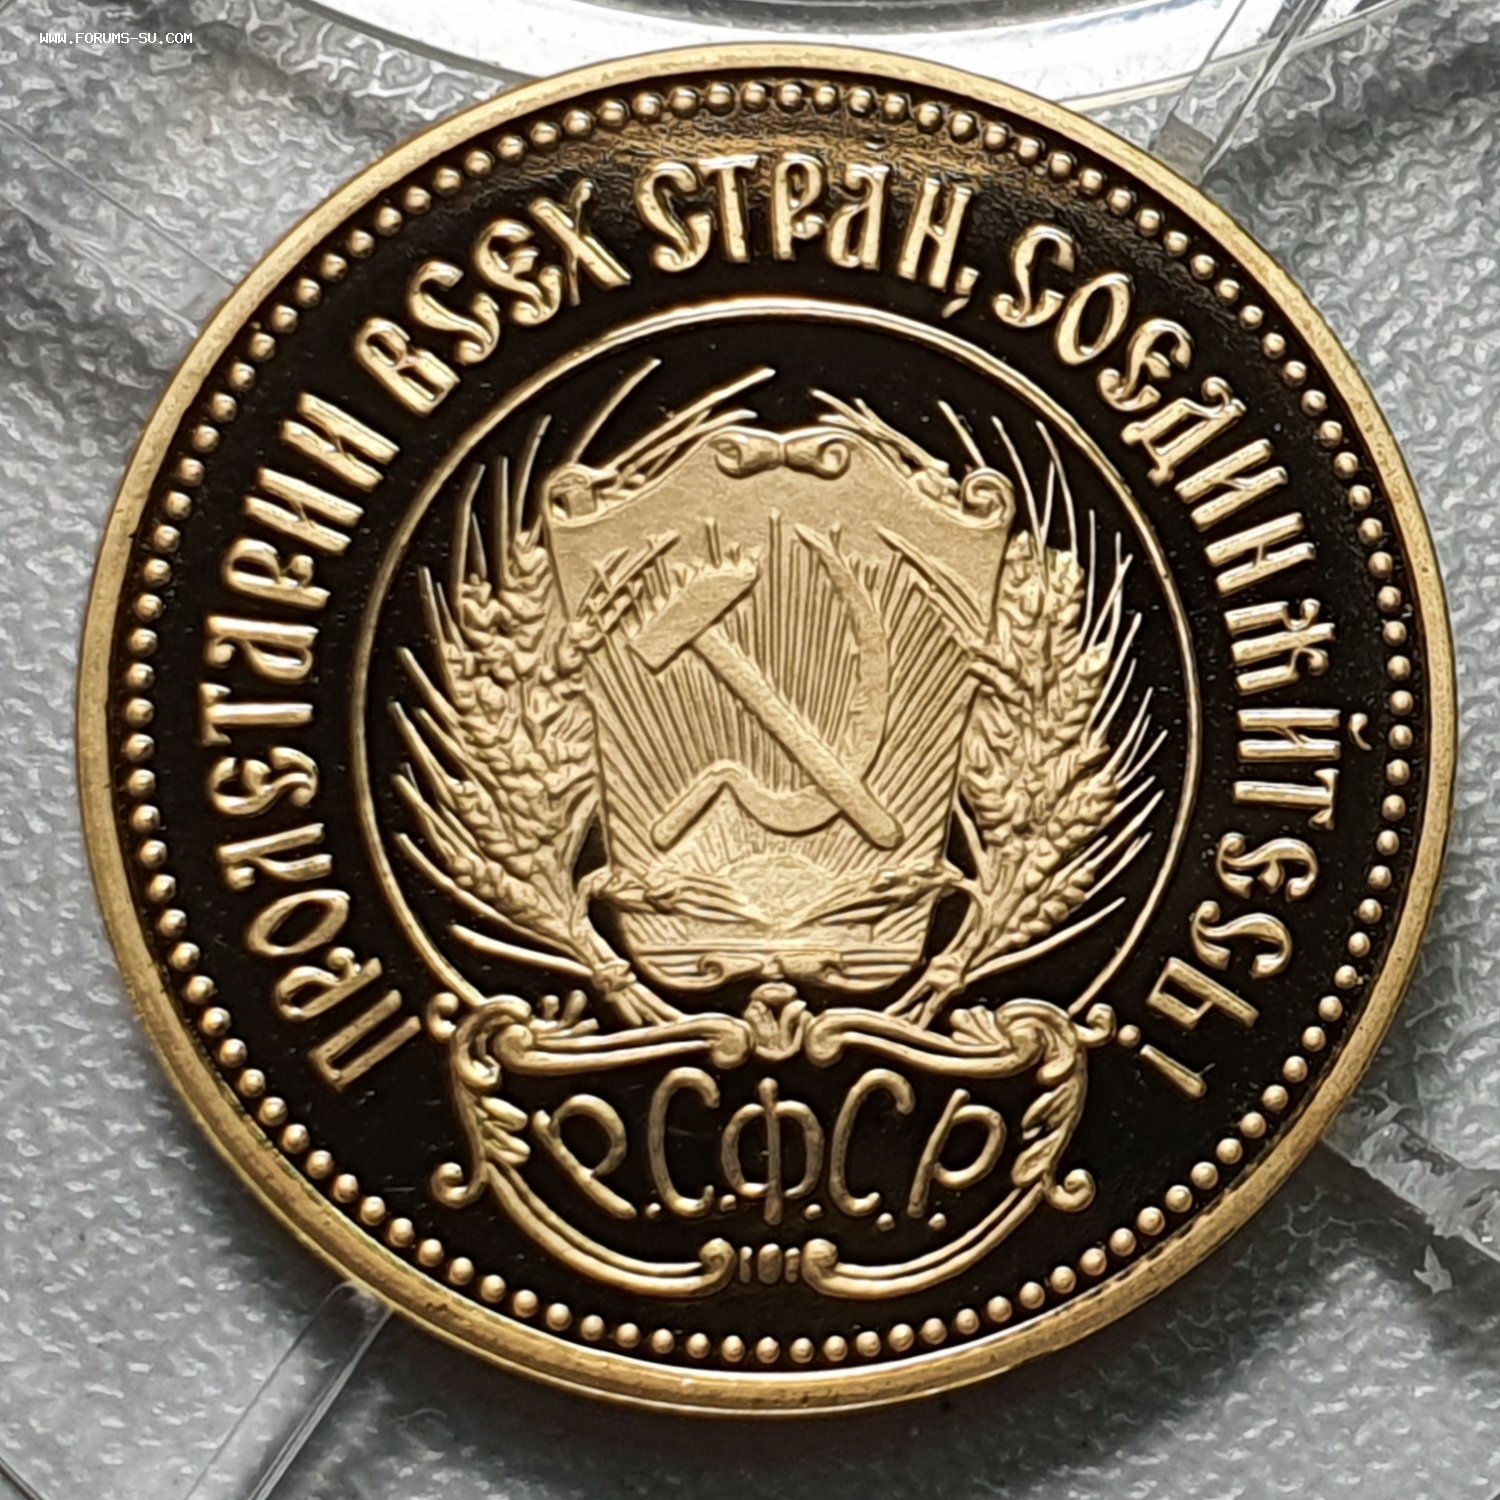 WWW.FORUMS-SU.COM
ПРОЛЕТАРИИ ВСЕХ СТРАН, СОЕДИНЯЙТЕСЬ!
Р.С.Ф.С.Р.